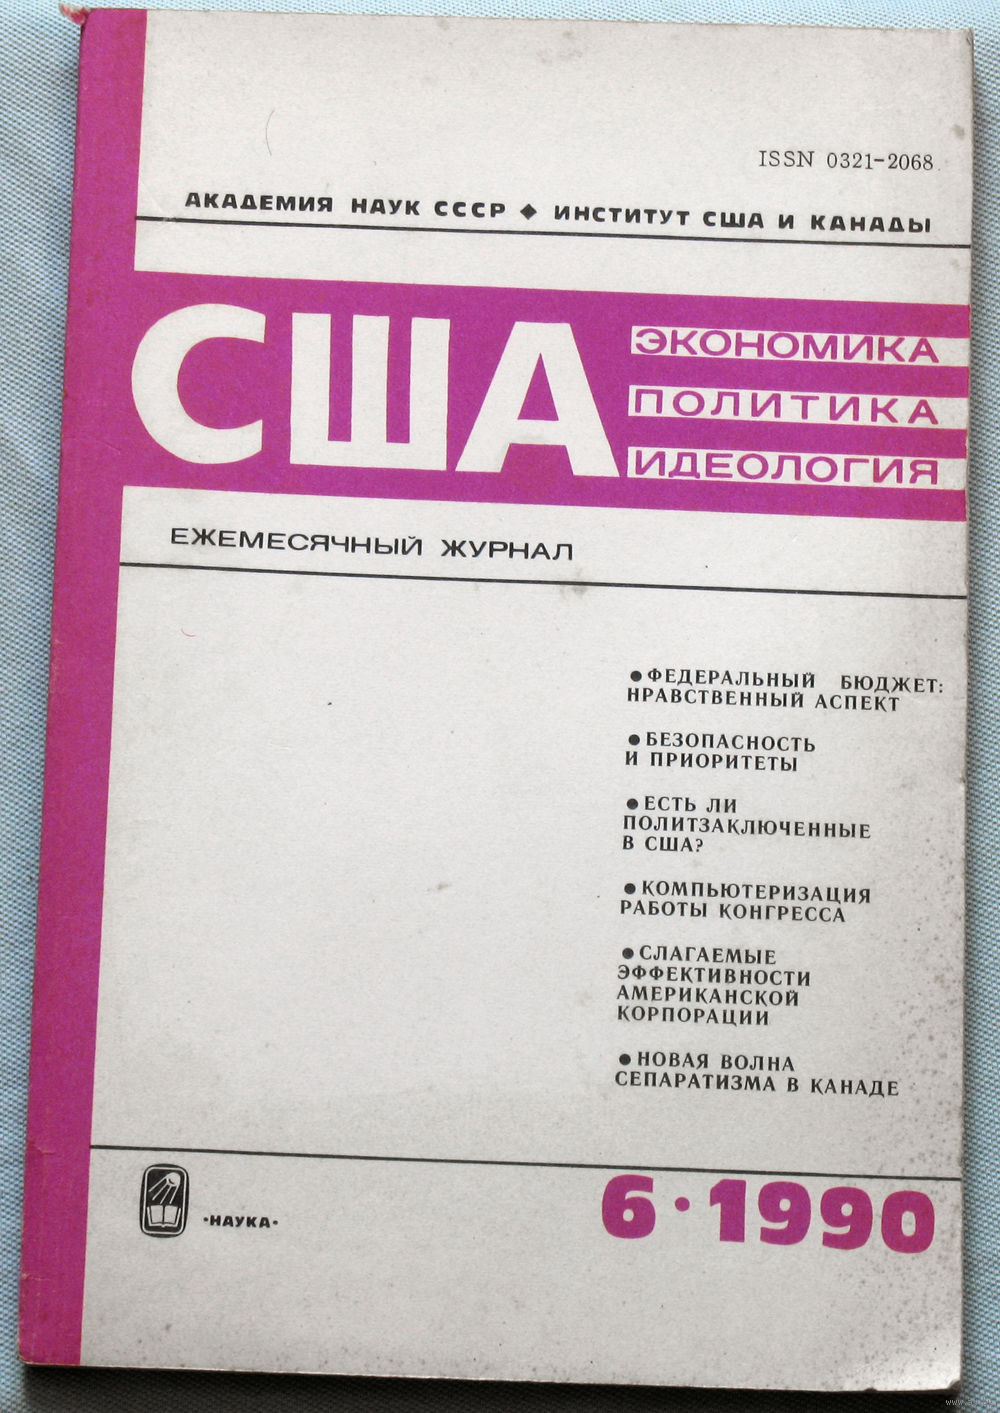 ISSN 0321-2068
АКАДЕМИЯ НАУК СССР ◆ ИНСТИТУТ США И КАНАДЫ
США
ЭКОНОМИКА
ПОЛИТИКА
ИДЕОЛОГИЯ
ЕЖЕМЕСЯЧНЫЙ ЖУРНАЛ
● ФЕДЕРАЛЬНЫЙ БЮДЖЕТ:
НРАВСТВЕННЫЙ АСПЕКТ
● БЕЗОПАСНОСТЬ
И ПРИОРИТЕТЫ
● ЕСТЬ ЛИ
ПОЛИТЗАКЛЮЧЕННЫЕ
В США?
● КОМПЬЮТЕРИЗАЦИЯ
РАБОТЫ КОНГРЕССА
● СЛАГАЕМЫЕ
ЭФФЕКТИВНОСТИ
АМЕРИКАНСКОЙ
КОРПОРАЦИИ
● НОВАЯ ВОЛНА
СЕПАРАТИЗМА В КАНАДЕ
·НАУКА·
6·1990